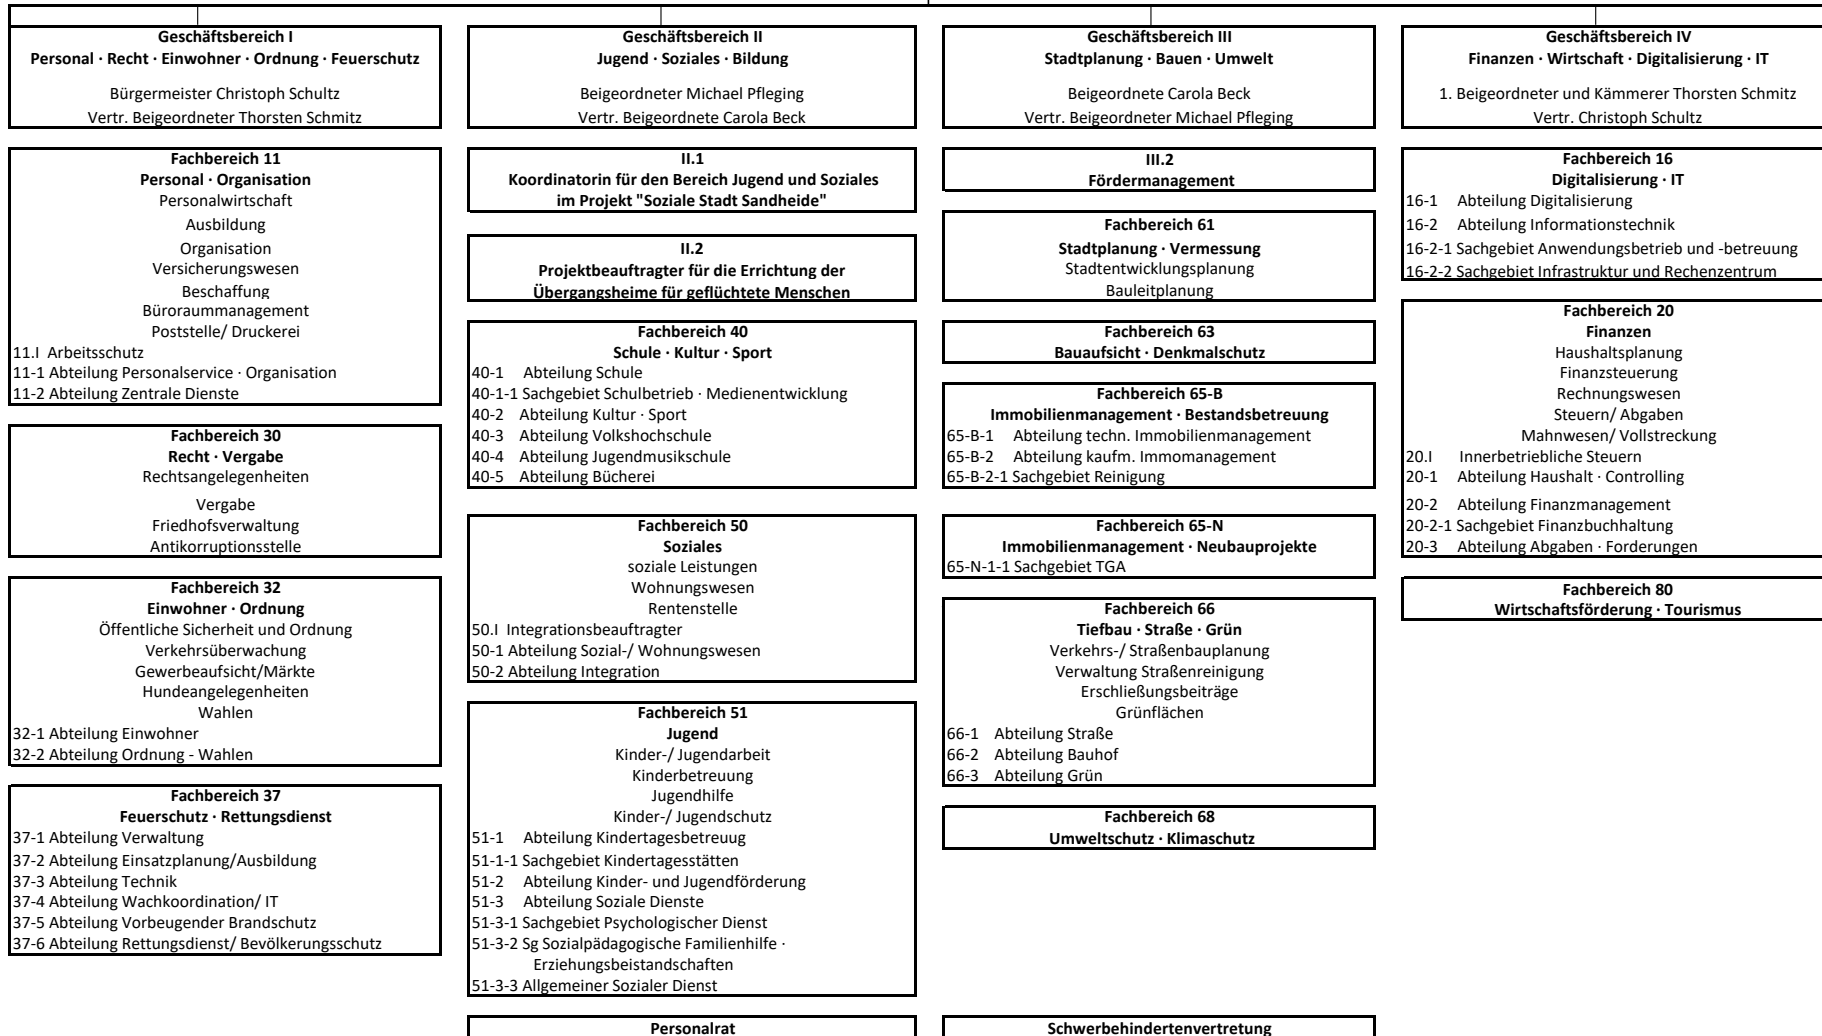 Geschäftsbereich I
Personal · Recht · Einwohner · Ordnung · Feuerschutz
Bürgermeister Christoph Schultz
Vertr. Beigeordneter Thorsten Schmitz
Fachbereich 11
Personal · Organisation
Personalwirtschaft
Ausbildung
Organisation
Versicherungswesen
Beschaffung
Büroraummanagement
Poststelle/ Druckerei
11.I Arbeitsschutz
11-1 Abteilung Personalservice · Organisation
11-2 Abteilung Zentrale Dienste
Fachbereich 30
Recht · Vergabe
Rechtsangelegenheiten
Vergabe
Friedhofsverwaltung
Antikorruptionsstelle
Fachbereich 32
Einwohner · Ordnung
Öffentliche Sicherheit und Ordnung
Verkehrsüberwachung
Gewerbeaufsicht/Märkte
Hundeangelegenheiten
Wahlen
32-1 Abteilung Einwohner
32-2 Abteilung Ordnung - Wahlen
Fachbereich 37
Feuerschutz · Rettungsdienst
37-1 Abteilung Verwaltung
37-2 Abteilung Einsatzplanung/Ausbildung
37-3 Abteilung Technik
37-4 Abteilung Wachkoordination/ IT
37-5 Abteilung Vorbeugender Brandschutz
37-6 Abteilung Rettungsdienst/ Bevölkerungsschutz
Geschäftsbereich II
Jugend · Soziales · Bildung
Beigeordneter Michael Pfleging
Vertr. Beigeordnete Carola Beck
II.1
Koordinatorin für den Bereich Jugend und Soziales
im Projekt "Soziale Stadt Sandheide"
II.2
Projektbeauftragter für die Errichtung der
Übergangsheime für geflüchtete Menschen
Fachbereich 40
Schule · Kultur · Sport
40-1 Abteilung Schule
40-1-1 Sachgebiet Schulbetrieb · Medienentwicklung
40-2 Abteilung Kultur · Sport
40-3 Abteilung Volkshochschule
40-4 Abteilung Jugendmusikschule
40-5 Abteilung Bücherei
Fachbereich 50
Soziales
soziale Leistungen
Wohnungswesen
Rentenstelle
50.I Integrationsbeauftragter
50-1 Abteilung Sozial-/ Wohnungswesen
50-2 Abteilung Integration
Fachbereich 51
Jugend
Kinder-/ Jugendarbeit
Kinderbetreuung
Jugendhilfe
Kinder-/ Jugendschutz
51-1 Abteilung Kindertagesbetreuug
51-1-1 Sachgebiet Kindertagesstätten
51-2 Abteilung Kinder- und Jugendförderung
51-3 Abteilung Soziale Dienste
51-3-1 Sachgebiet Psychologischer Dienst
51-3-2 Sg Sozialpädagogische Familienhilfe ·
Erziehungsbeistandschaften
51-3-3 Allgemeiner Sozialer Dienst
Personalrat
Geschäftsbereich III
Stadtplanung · Bauen · Umwelt
Beigeordnete Carola Beck
Vertr. Beigeordneter Michael Pfleging
III.2
Fördermanagement
Fachbereich 61
Stadtplanung · Vermessung
Stadtentwicklungsplanung
Bauleitplanung
Fachbereich 63
Bauaufsicht · Denkmalschutz
Fachbereich 65-B
Immobilienmanagement · Bestandsbetreuung
65-B-1 Abteilung techn. Immobilienmanagement
65-B-2 Abteilung kaufm. Immomanagement
65-B-2-1 Sachgebiet Reinigung
Fachbereich 65-N
Immobilienmanagement · Neubauprojekte
65-N-1-1 Sachgebiet TGA
Fachbereich 66
Tiefbau · Straße · Grün
Verkehrs-/ Straßenbauplanung
Verwaltung Straßenreinigung
Erschließungsbeiträge
Grünflächen
66-1 Abteilung Straße
66-2 Abteilung Bauhof
66-3 Abteilung Grün
Fachbereich 68
Umweltschutz · Klimaschutz
Schwerbehindertenvertretung
Geschäftsbereich IV
Finanzen · Wirtschaft · Digitalisierung · IT
1. Beigeordneter und Kämmerer Thorsten Schmitz
Vertr. Christoph Schultz
Fachbereich 16
Digitalisierung · IT
16-1 Abteilung Digitalisierung
16-2 Abteilung Informationstechnik
16-2-1 Sachgebiet Anwendungsbetrieb und -betreuung
16-2-2 Sachgebiet Infrastruktur und Rechenzentrum
Fachbereich 20
Finanzen
Haushaltsplanung
Finanzsteuerung
Rechnungswesen
Steuern/ Abgaben
Mahnwesen/ Vollstreckung
20.I Innerbetriebliche Steuern
20-1 Abteilung Haushalt · Controlling
20-2 Abteilung Finanzmanagement
20-2-1 Sachgebiet Finanzbuchhaltung
20-3 Abteilung Abgaben · Forderungen
Fachbereich 80
Wirtschaftsförderung · Tourismus